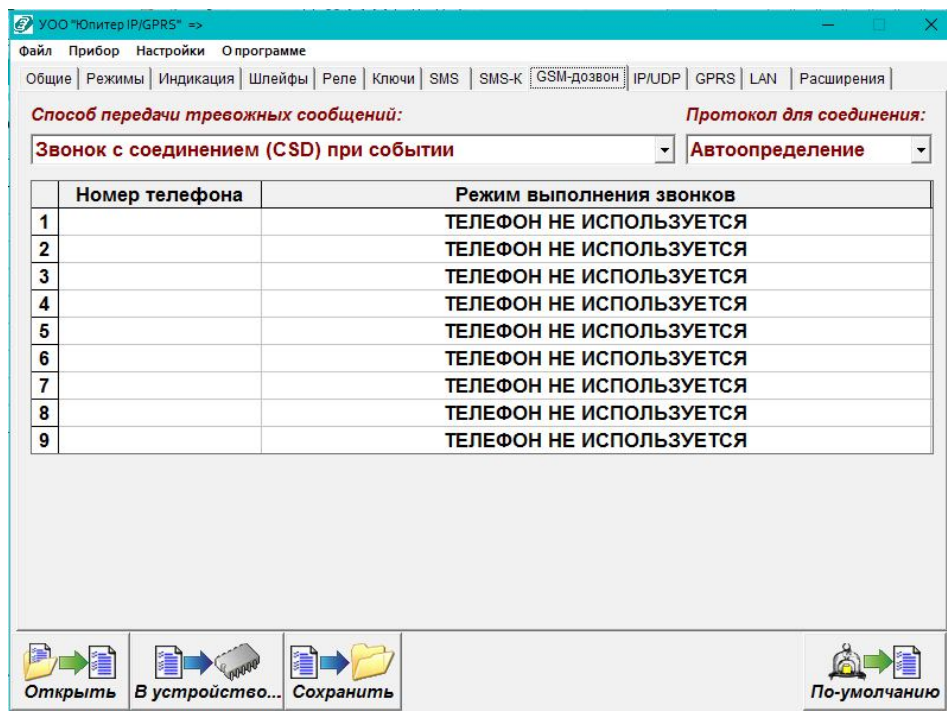 УОО "Юпитер IP/GPRS" =>
Файл Прибор Настройки О программе
Общие Режимы Индикация Шлейфы Реле Ключи SMS SMS-К GSM-дозвон IP/UDP GPRS LAN Расширения
Способ передачи тревожных сообщений: Протокол для соединения:
Звонок с соединением (CSD) при событии Автоопределение
Номер телефона Режим выполнения звонков
1 ТЕЛЕФОН НЕ ИСПОЛЬЗУЕТСЯ
2 ТЕЛЕФОН НЕ ИСПОЛЬЗУЕТСЯ
3 ТЕЛЕФОН НЕ ИСПОЛЬЗУЕТСЯ
4 ТЕЛЕФОН НЕ ИСПОЛЬЗУЕТСЯ
5 ТЕЛЕФОН НЕ ИСПОЛЬЗУЕТСЯ
6 ТЕЛЕФОН НЕ ИСПОЛЬЗУЕТСЯ
7 ТЕЛЕФОН НЕ ИСПОЛЬЗУЕТСЯ
8 ТЕЛЕФОН НЕ ИСПОЛЬЗУЕТСЯ
9 ТЕЛЕФОН НЕ ИСПОЛЬЗУЕТСЯ
Открыть В устройство... Сохранить По-умолчанию